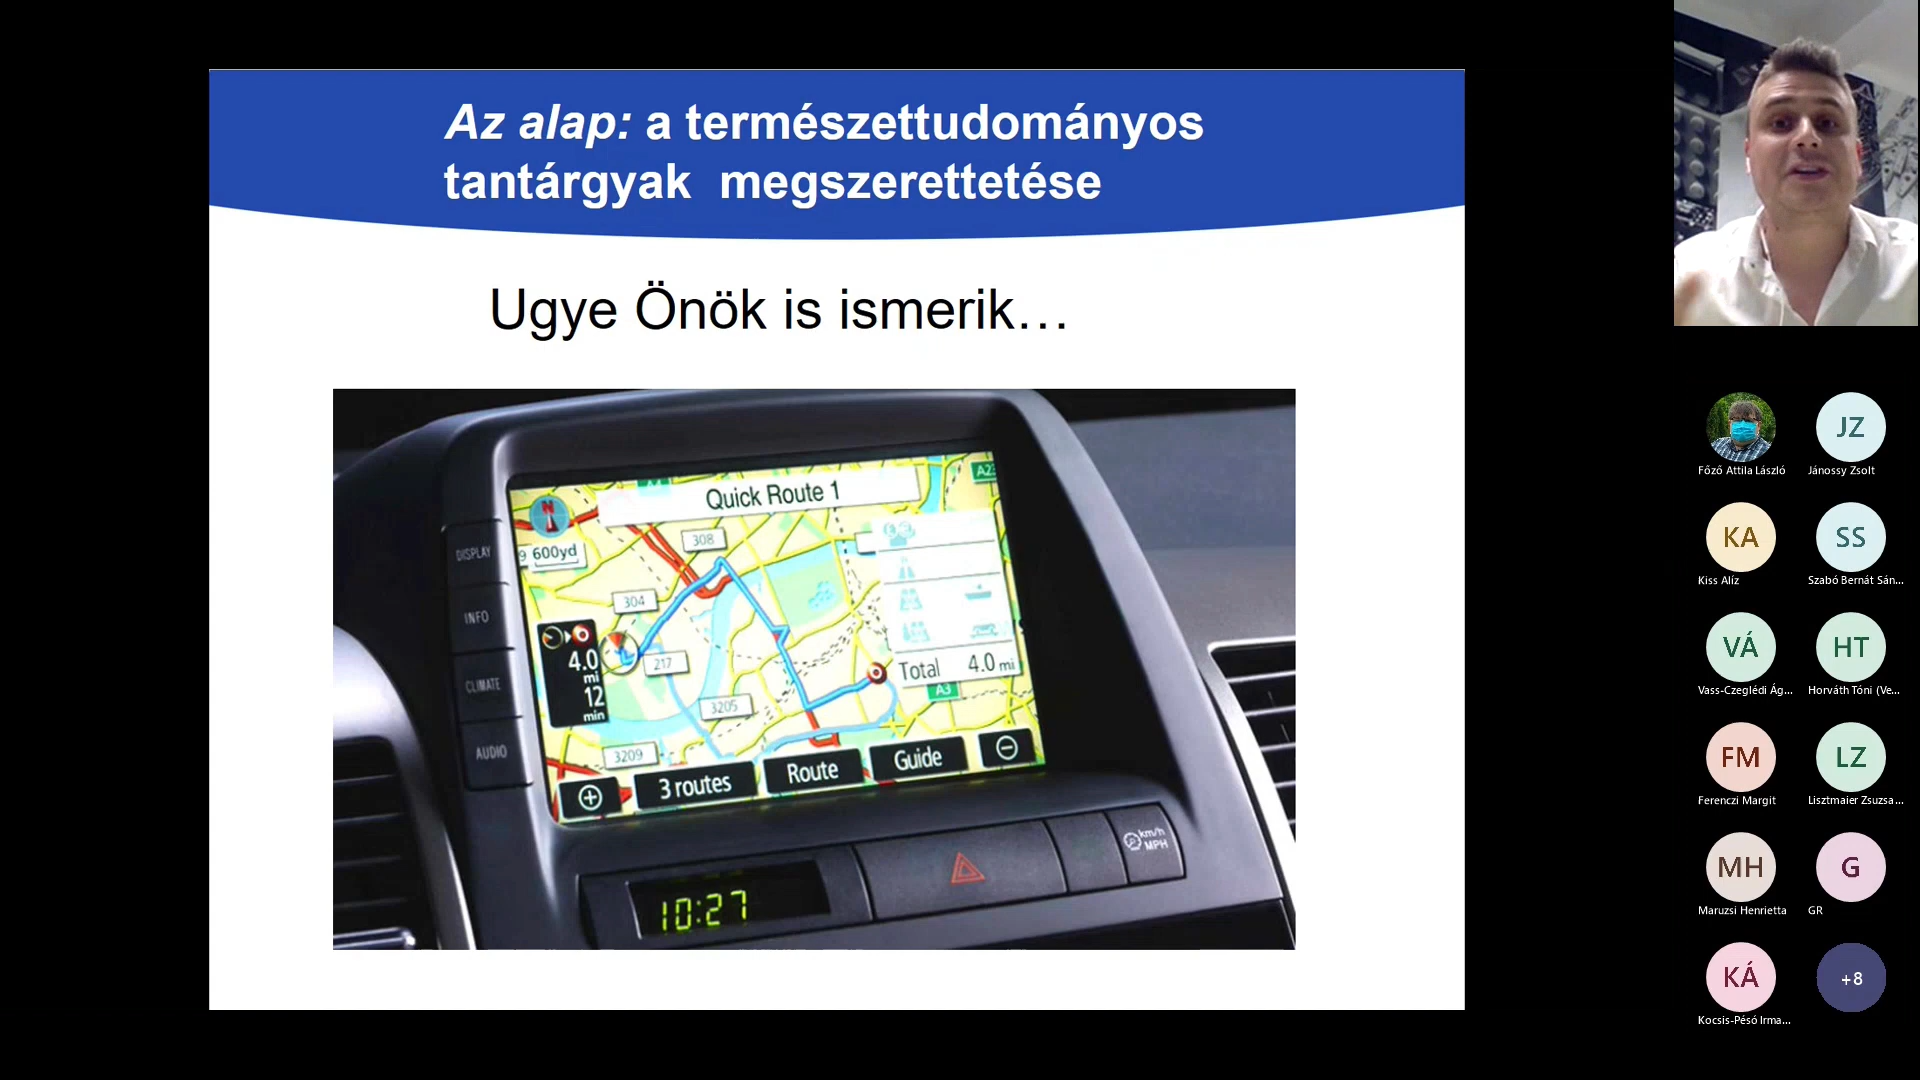 Az alap: a természettudományos
tantárgyak megszerettetése
Ugye Önök is ismerik…
Quick Route 1
A23
N
600yd
308
DISPLAY
304
INFO
4.0
mi
12
min
217
Total 4.0 mi
A3
CLIMATE
3205
AUDIO
3209
3 routes
Route
Guide
km/h
MPH
10:27
Főző Attila László
JZ
Jánossy Zsolt
KA
Kiss Alíz
SS
Szabó Bernát Sán...
VÁ
Vass-Czeglédi Ág...
HT
Horváth Tóni (Ve...
FM
Ferenczi Margit
LZ
Lisztmaier Zsuzsa...
MH
Maruzsi Henrietta
G
GR
KÁ
Kocsis-Pésó Irma...
+8